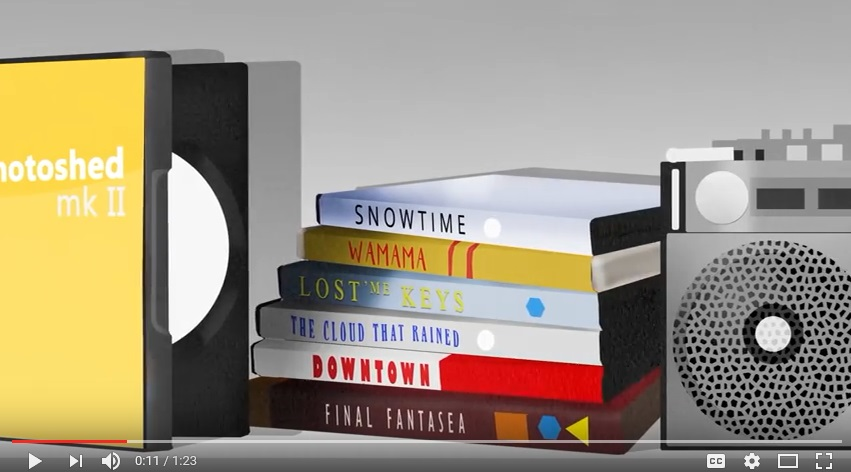 hotoshed
mk II
SNOWTIME
WAMAMA
LOST 'ME KEYS
THE CLOUD THAT RAINED
DOWNTOWN
FINAL FANTASEA
0:11 / 1:23
CC